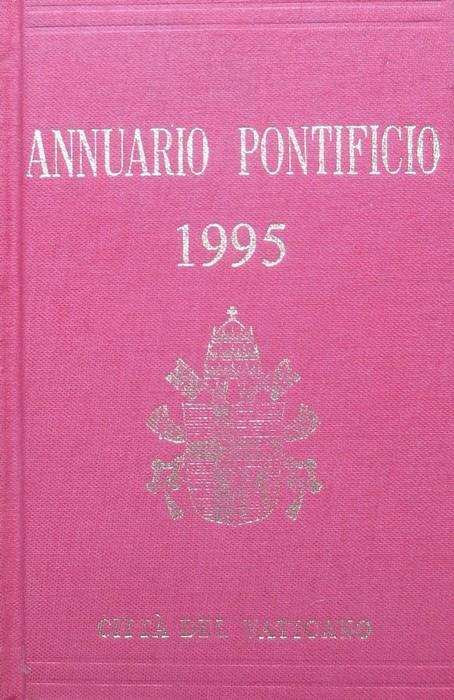 ANNUARIO PONTIFICIO
1995
CITTÀ DEL VATICANO